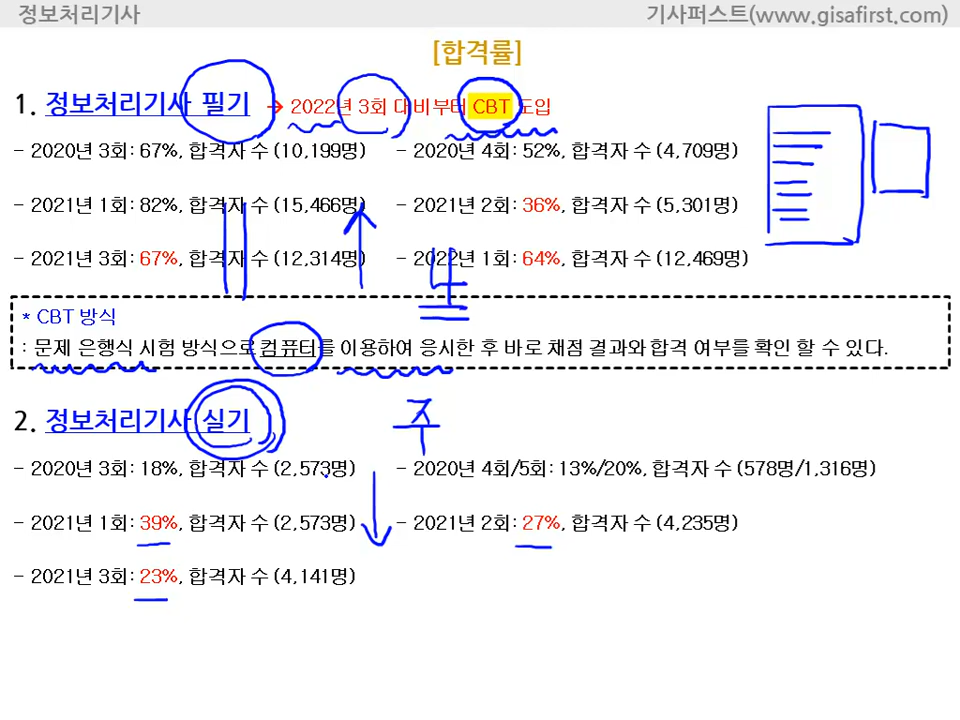 정보처리기사 기사퍼스트(www.gisafirst.com)
[합격률]
1. 정보처리기사 필기 → 2022년 3회 대비부터 CBT 도입
- 2020년 3회: 67%, 합격자 수 (10,199명) - 2020년 4회: 52%, 합격자 수 (4,709명)
- 2021년 1회: 82%, 합격자 수 (15,466명) - 2021년 2회: 36%, 합격자 수 (5,301명)
- 2021년 3회: 67%, 합격자 수 (12,314명) - 2022년 1회: 64%, 합격자 수 (12,469명)
4
* CBT 방식
: 문제 은행식 시험 방식으로 컴퓨터를 이용하여 응시한 후 바로 채점 결과와 합격 여부를 확인 할 수 있다.
주
2. 정보처리기사 실기
- 2020년 3회: 18%, 합격자 수 (2,573명) - 2020년 4회/5회: 13%/20%, 합격자 수 (578명/1,316명)
- 2021년 1회: 39%, 합격자 수 (2,573명) - 2021년 2회: 27%, 합격자 수 (4,235명)
- 2021년 3회: 23%, 합격자 수 (4,141명)